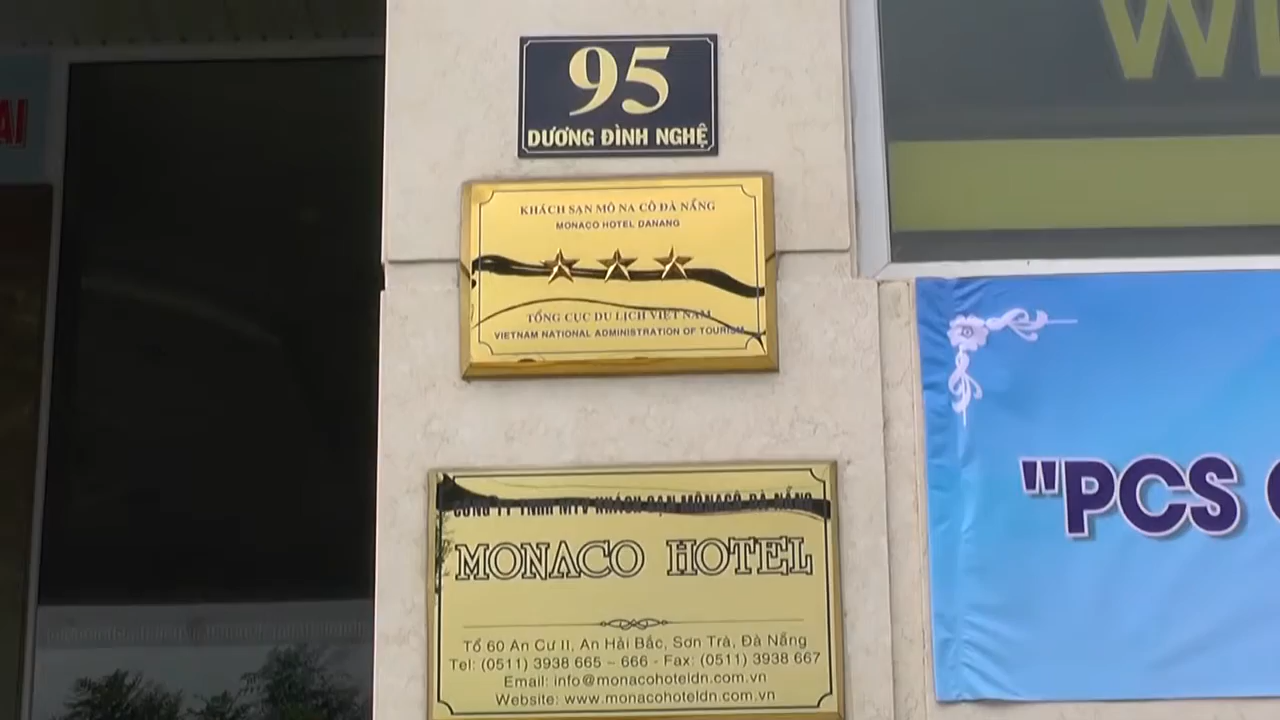 95
DƯƠNG ĐÌNH NGHỆ
KHÁCH SẠN MÔ NA CÔ ĐÀ NẴNG
MONACO HOTEL DANANG
TỔNG CỤC DU LỊCH VIỆT NAM
VIETNAM NATIONAL ADMINISTRATION OF TOURISM
CÔNG TY TNHH MTV KHÁCH SẠN MÔNACÔ ĐÀ NẴNG
MONACO HOTEL
Tổ 60 An Cư II, An Hải Bắc, Sơn Trà, Đà Nẵng
Tel: (0511) 3938 665 ~ 666 - Fax: (0511) 3938 667
Email: info@monacohoteldn.com.vn
Website: www.monacohoteldn.com.vn
"PCS